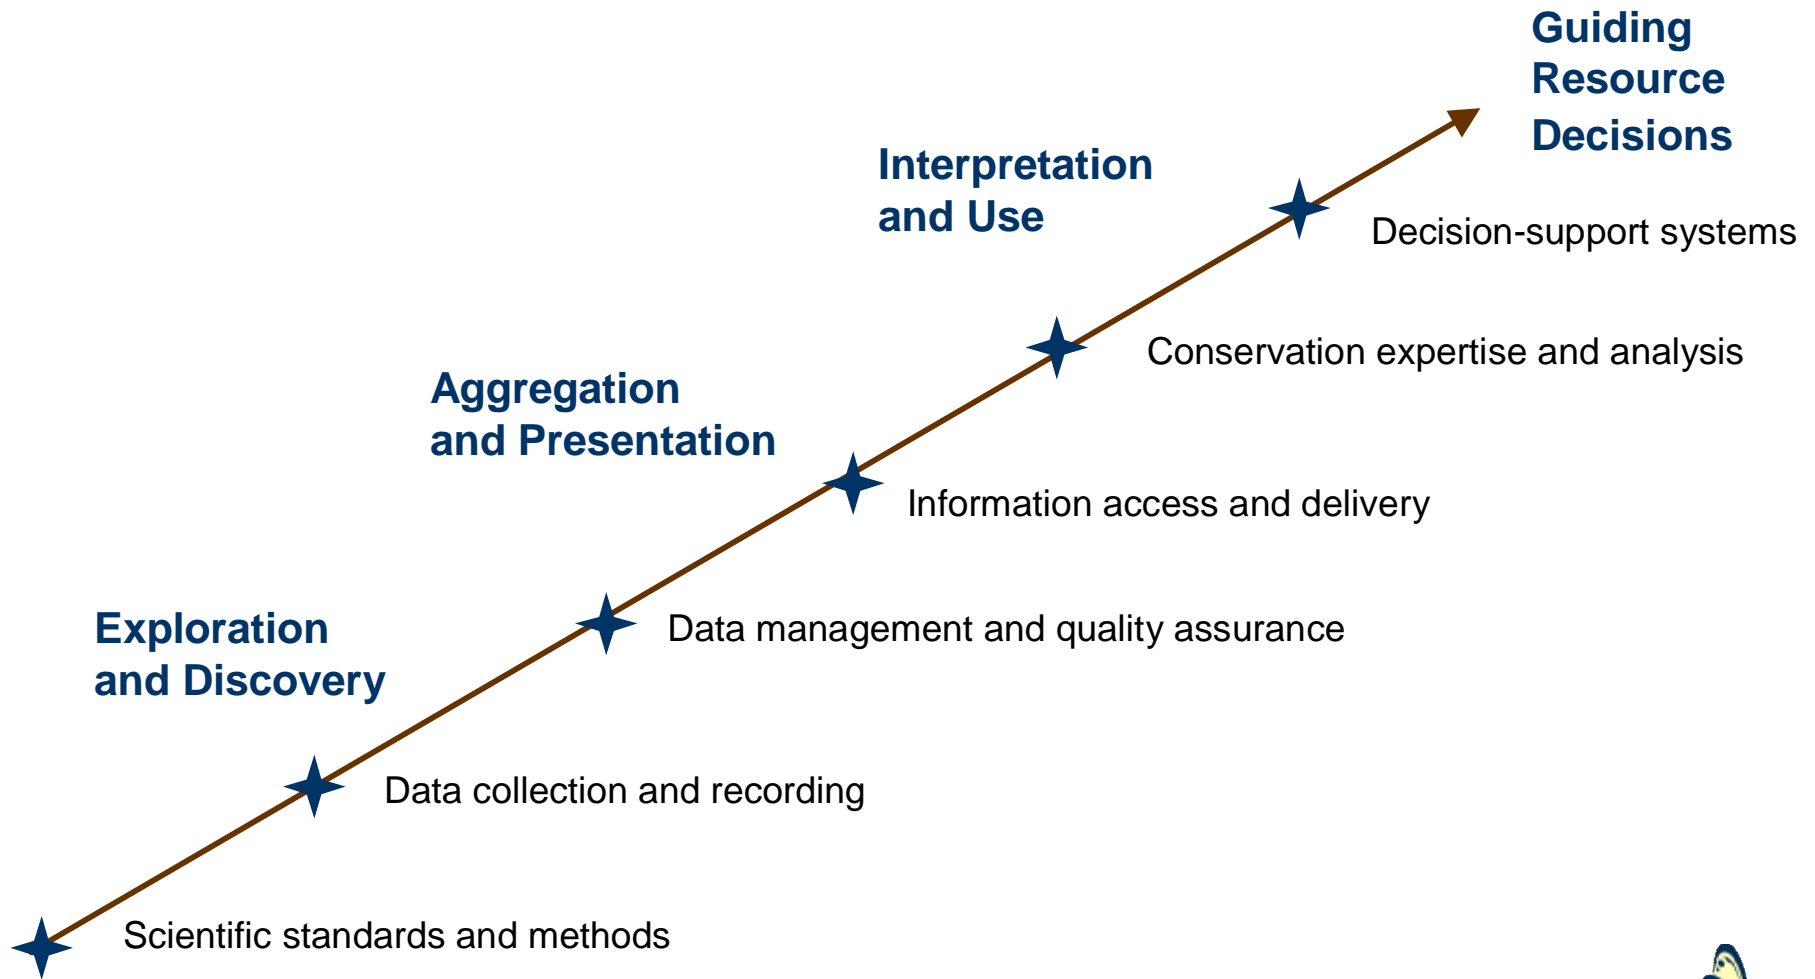 Guiding
Resource
Decisions
Interpretation
and Use
Decision-support systems
Conservation expertise and analysis
Aggregation
and Presentation
Information access and delivery
Exploration
and Discovery
Data management and quality assurance
Data collection and recording
Scientific standards and methods